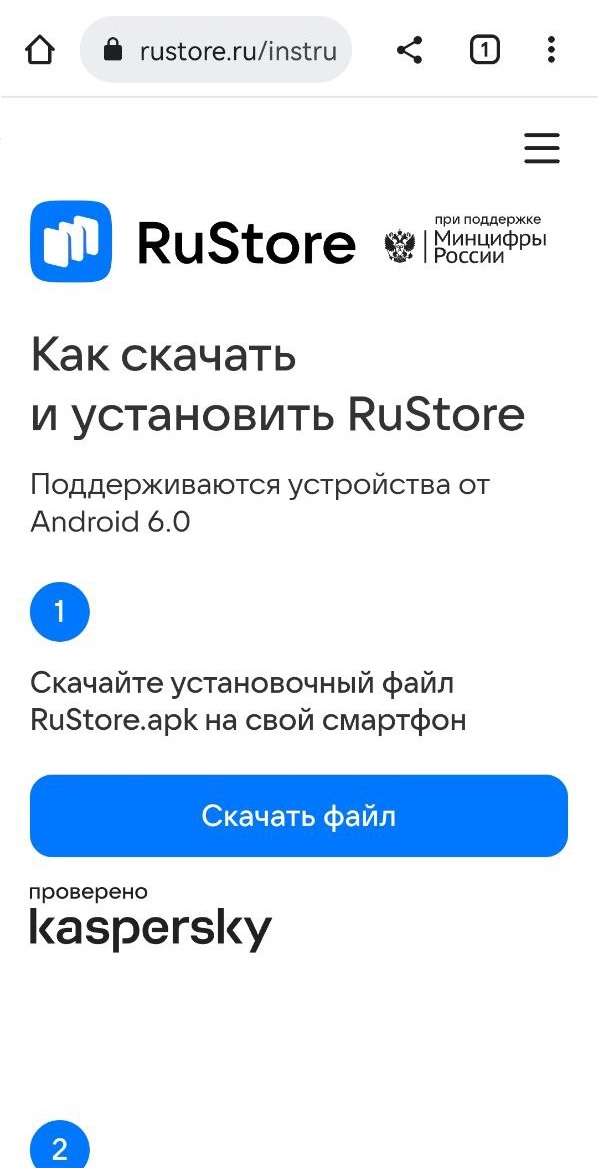 rustore.ru/instru
1
RuStore
при поддержке
Минцифры
России
Как скачать
и установить RuStore
Поддерживаются устройства от
Android 6.0
1
Скачайте установочный файл
RuStore.apk на свой смартфон
Скачать файл
проверено
kaspersky
2